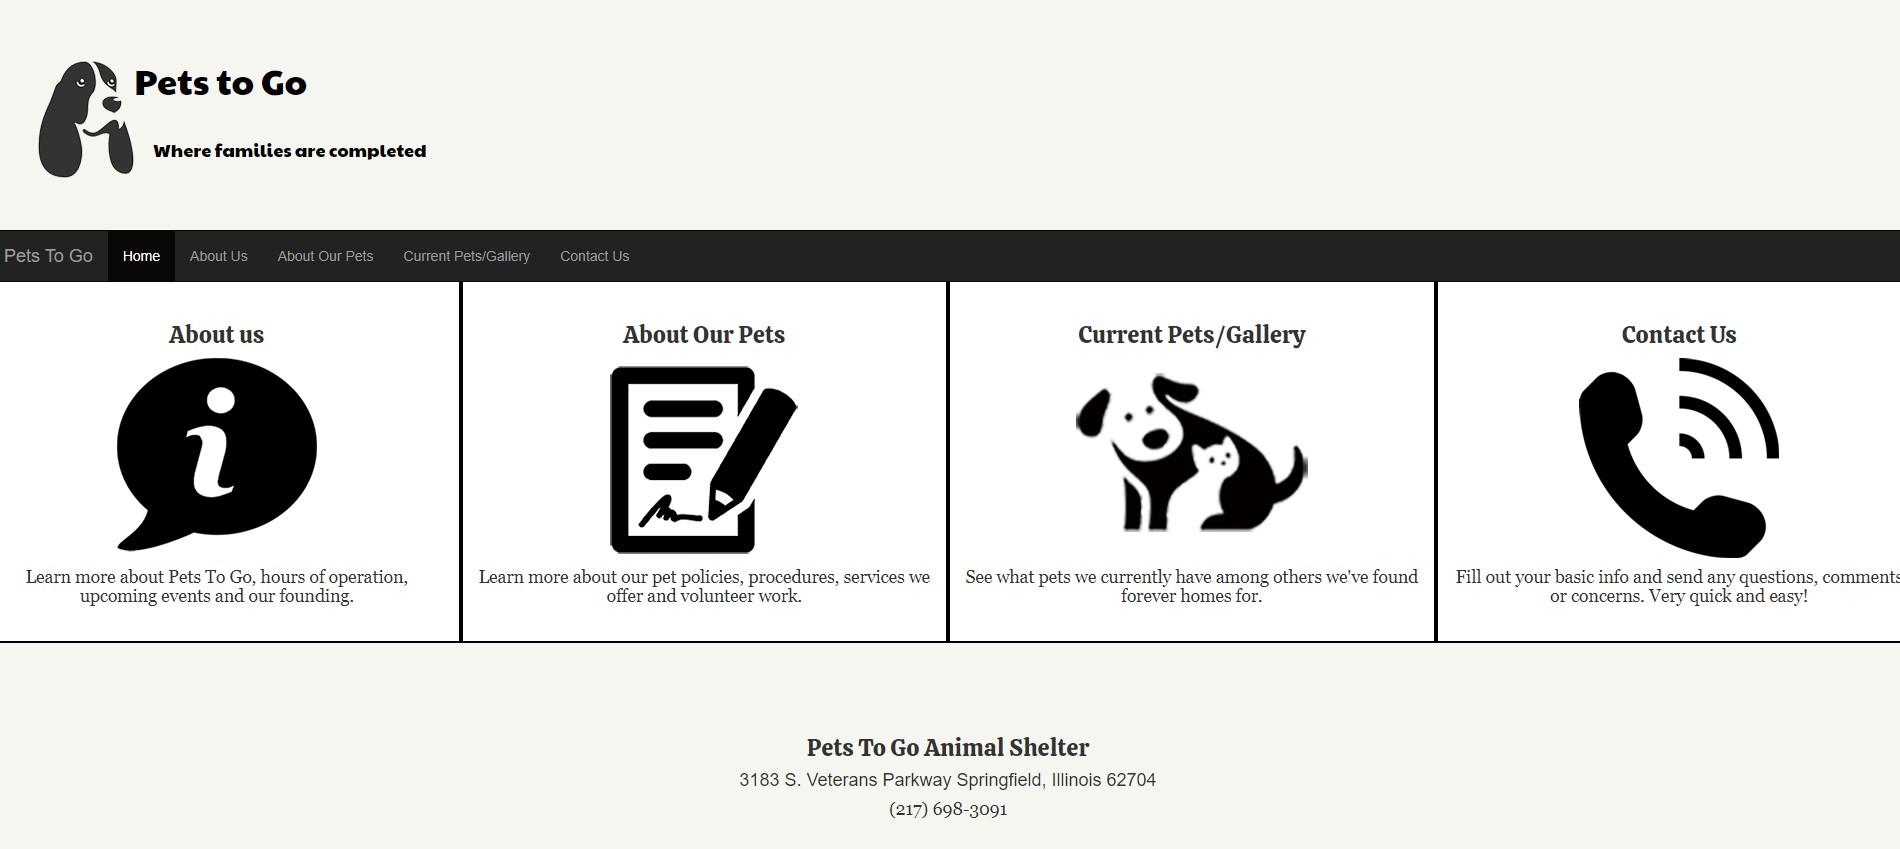 Pets to Go
Where families are completed
Pets To Go
Home
About Us
About Our Pets
Current Pets/Gallery
Contact Us
About us
i
Learn more about Pets To Go, hours of operation,
upcoming events and our founding.
About Our Pets
Learn more about our pet policies, procedures, services we
offer and volunteer work.
Current Pets/Gallery
See what pets we currently have among others we've found
forever homes for.
Contact Us
Fill out your basic info and send any questions, comments
or concerns. Very quick and easy!
Pets To Go Animal Shelter
3183 S. Veterans Parkway Springfield, Illinois 62704
(217) 698-3091